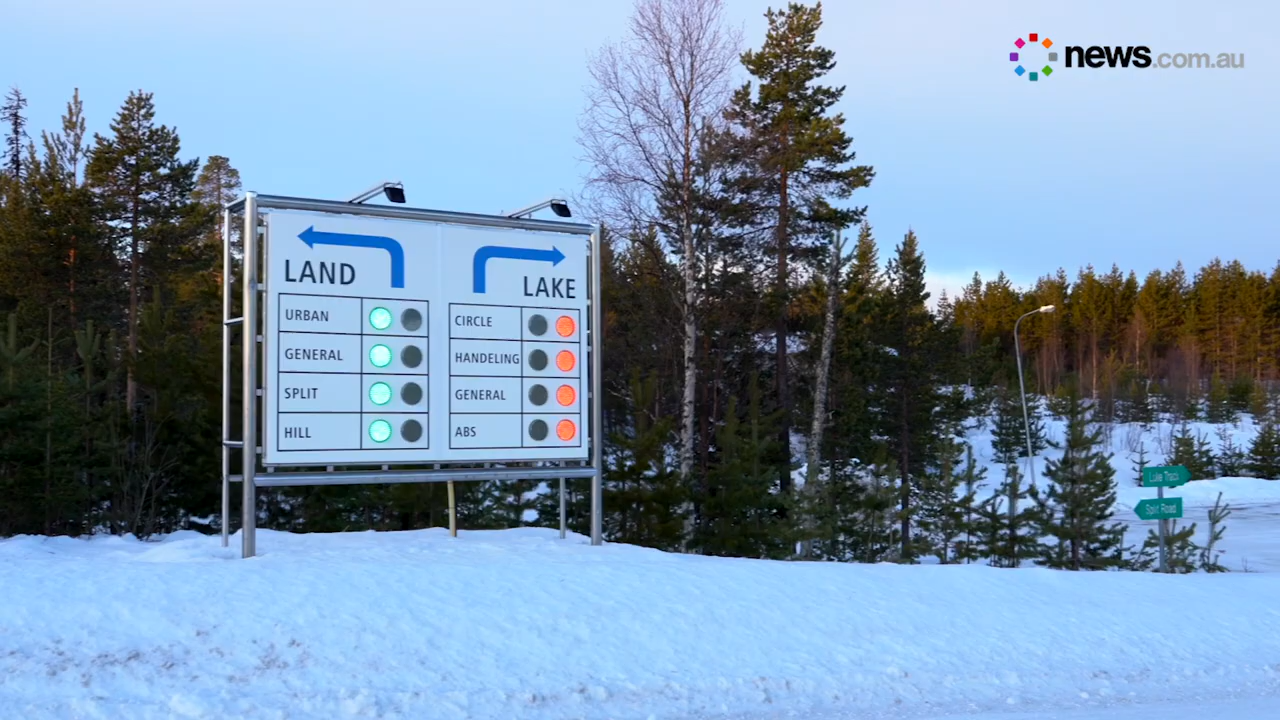 news.com.au
LAND
LAKE
URBAN
GENERAL
SPLIT
HILL
CIRCLE
HANDELING
GENERAL
ABS
Lake Track
Split Road